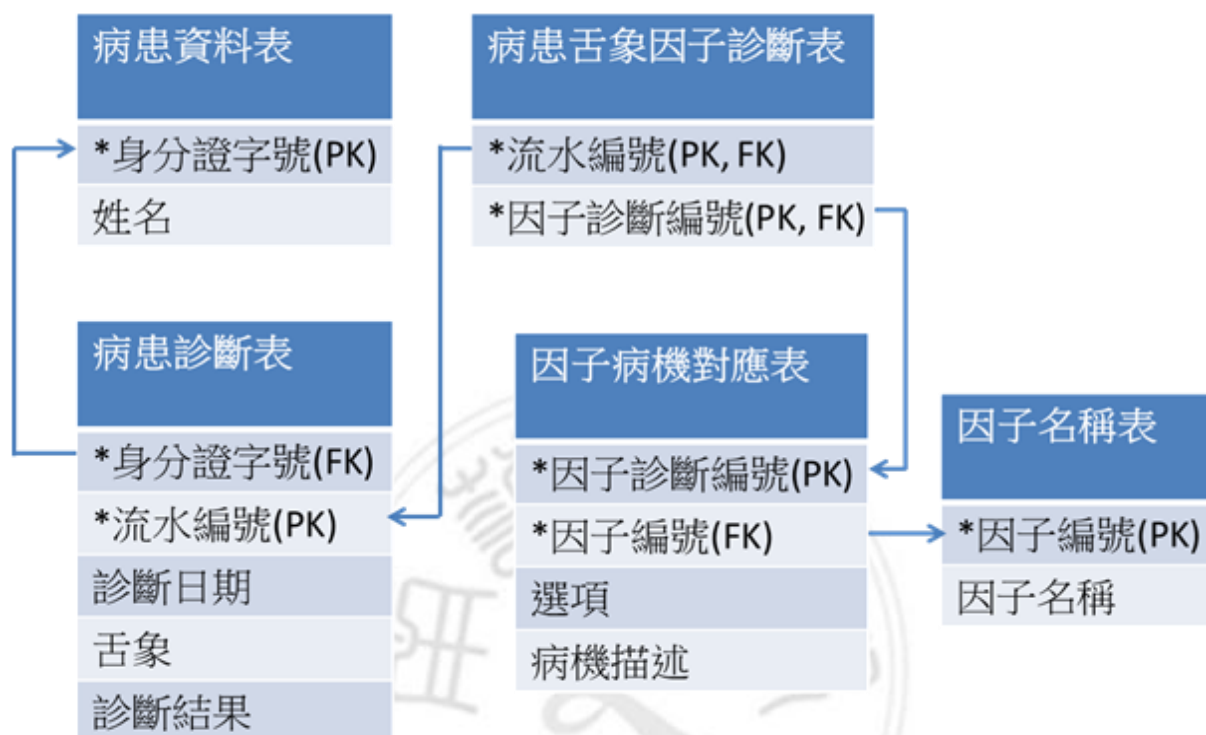 病患資料表
*身分證字號(PK)
姓名
病患舌象因子診斷表
*流水編號(PK, FK)
*因子診斷編號(PK, FK)
病患診斷表
*身分證字號(FK)
*流水編號(PK)
診斷日期
舌象
診斷結果
因子病機對應表
*因子診斷編號(PK)
*因子編號(FK)
選項
病機描述
因子名稱表
*因子編號(PK)
因子名稱